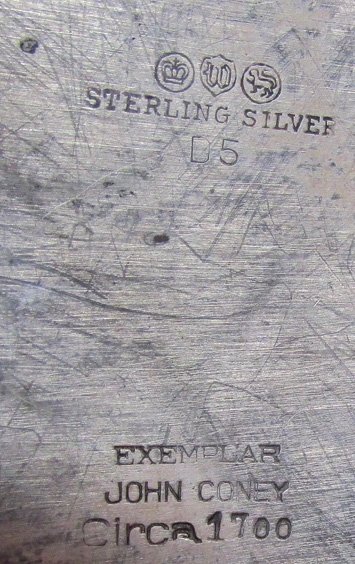 STERLING SILVER
D5
EXEMPLAR
JOHN CONEY
Circa 1700